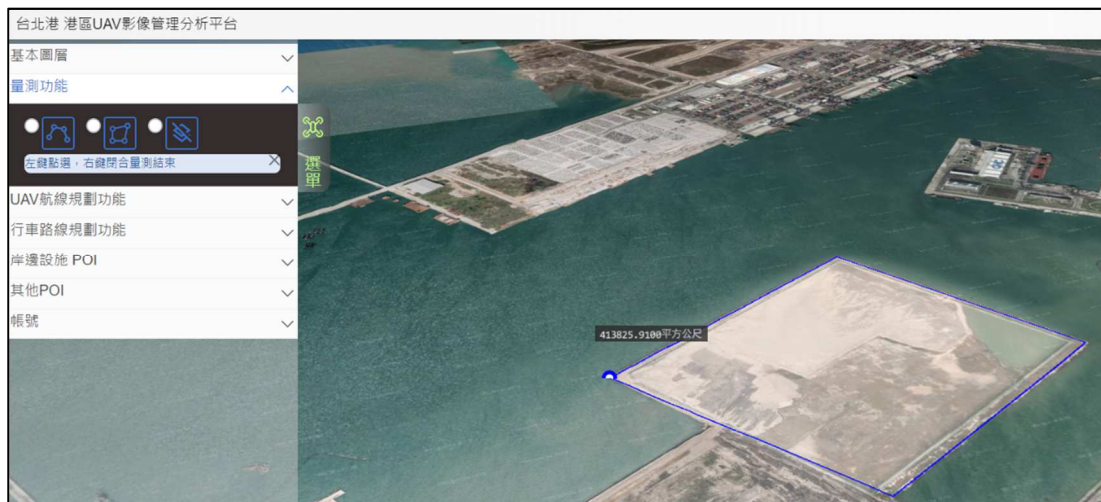 台北港 港區UAV影像管理分析平台
基本圖層
量測功能
左鍵點選，右鍵閉合量測結束
選單
UAV航線規劃功能
行車路線規劃功能
岸邊設施 POI
其他POI
帳號
413825.9100平方公尺